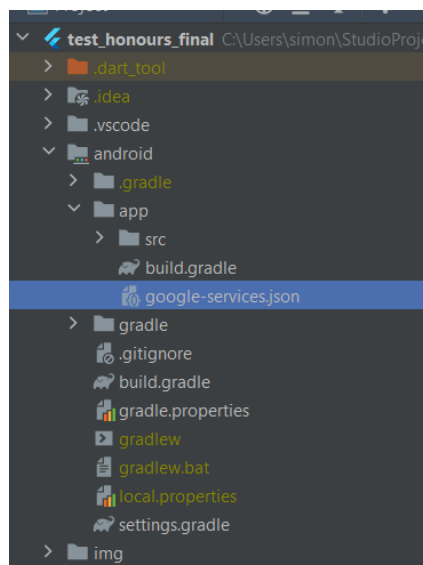 test_honours_final C:\Users\simon\StudioProj
.dart_tool
.idea
.vscode
android
.gradle
app
src
build.gradle
google-services.json
gradle
.gitignore
build.gradle
gradle.properties
gradlew
gradlew.bat
local.properties
settings.gradle
img